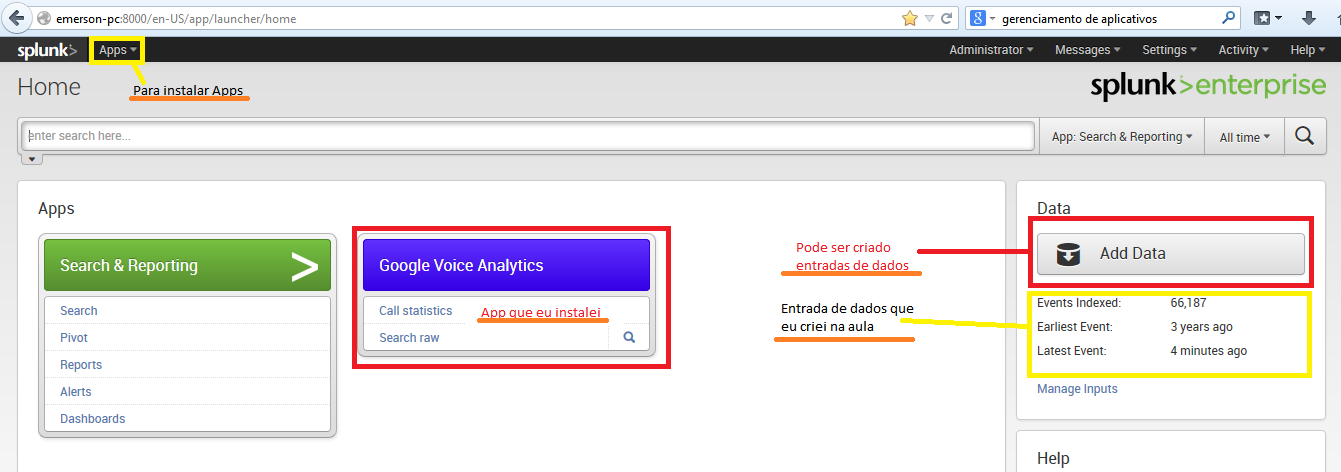 emerson-pc:8000/en-US/app/launcher/home
gerenciamento de aplicativos
splunk> Apps Administrator Messages Settings Activity Help
Home
Para instalar Apps
splunk>enterprise
enter search here...
App: Search & Reporting
All time
Apps
Search & Reporting
Search
Pivot
Reports
Alerts
Dashboards
Google Voice Analytics
Call statistics
App que eu instalei
Search raw
Pode ser criado
entradas de dados
Entrada de dados que
eu criei na aula
Data
Add Data
Events Indexed: 66,187
Earliest Event: 3 years ago
Latest Event: 4 minutes ago
Manage Inputs
Help